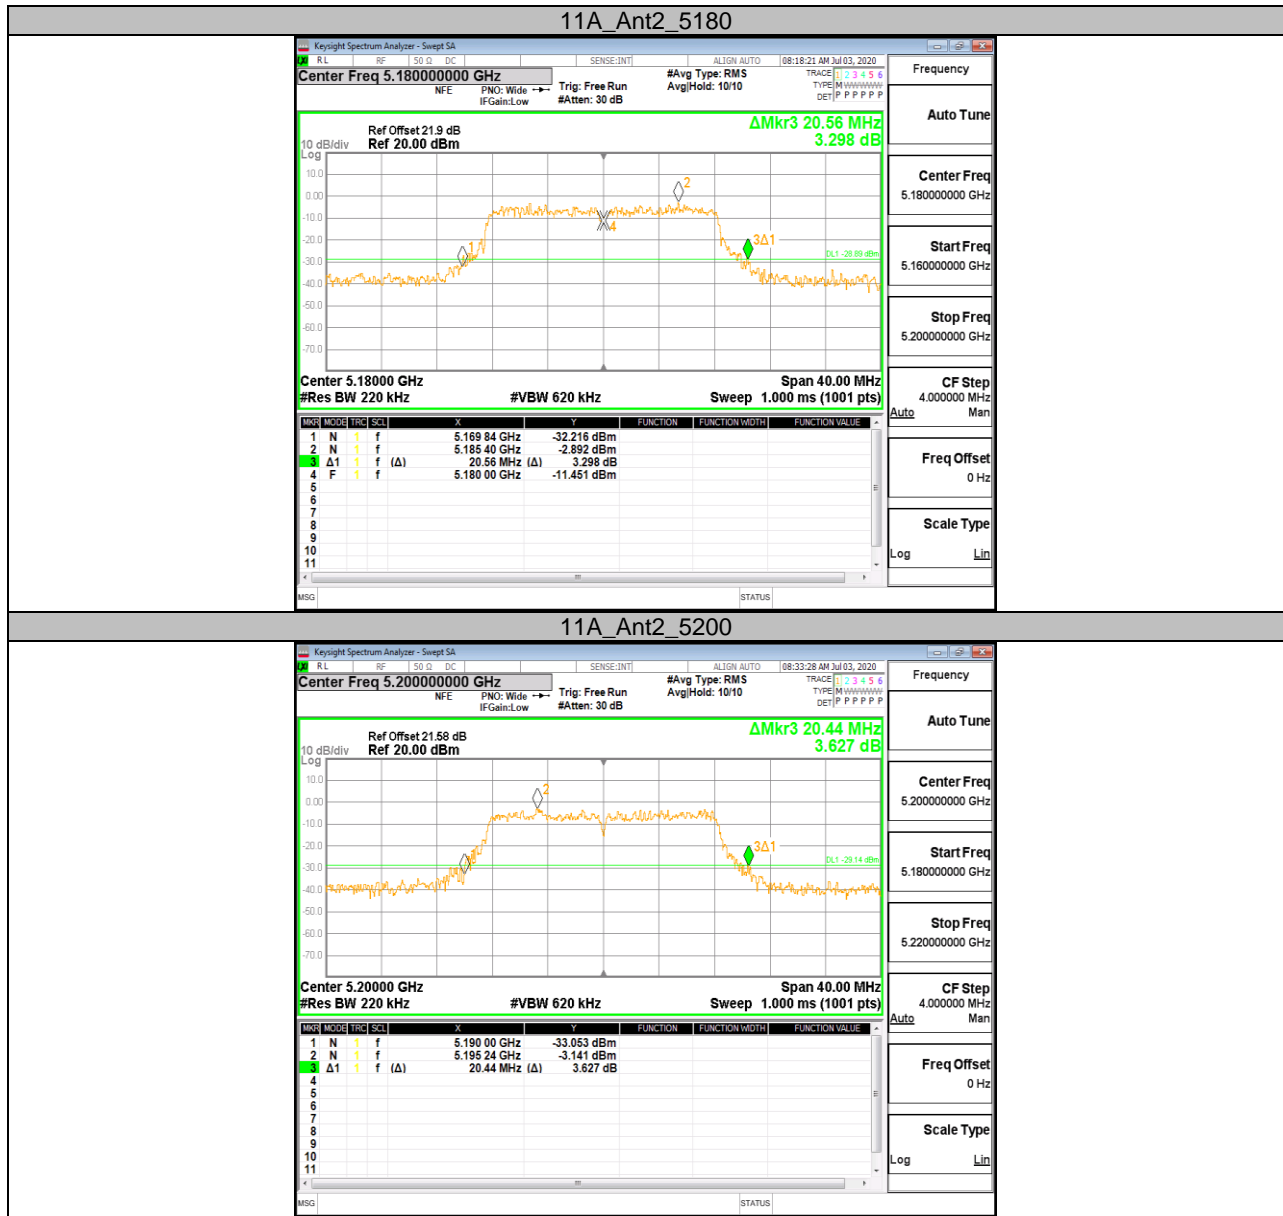 11A_Ant2_5180
Keysight Spectrum Analyzer - Swept SA
RL RF 50 Ω DC SENSE:INT ALIGN AUTO 08:18:21 AM Jul 03, 2020
Center Freq 5.180000000 GHz
NFE PNO: Wide Trig: Free Run #Avg Type: RMS TRACE 1 2 3 4 5 6
IFGain:Low #Atten: 30 dB Avg|Hold: 10/10 TYPE M WWWWW
DET P P P P P P
Frequency
Auto Tune
Center Freq
5.180000000 GHz
Start Freq
5.160000000 GHz
Stop Freq
5.200000000 GHz
CF Step
4.000000 MHz
Auto Man
Freq Offset
0 Hz
Scale Type
Log Lin
ΔMkr3 20.56 MHz
3.298 dB
Ref Offset 21.9 dB
10 dB/div Ref 20.00 dBm
Log
10.0
0.00
-10.0
-20.0
-30.0
-40.0
-50.0
-60.0
-70.0
1
2
3Δ1
4
DL1 -28.89 dBm
Center 5.18000 GHz Span 40.00 MHz
#Res BW 220 kHz #VBW 620 kHz Sweep 1.000 ms (1001 pts)
MKR MODE TRC SCL X Y FUNCTION FUNCTION WIDTH FUNCTION VALUE
1 N 1 f 5.169 84 GHz -32.216 dBm
2 N 1 f 5.185 40 GHz -2.892 dBm
3 Δ1 1 f (Δ) 20.56 MHz (Δ) 3.298 dB
4 F 1 f 5.180 00 GHz -11.451 dBm
5
6
7
8
9
10
11
MSG STATUS
11A_Ant2_5200
Keysight Spectrum Analyzer - Swept SA
RL RF 50 Ω DC SENSE:INT ALIGN AUTO 08:33:28 AM Jul 03, 2020
Center Freq 5.200000000 GHz
NFE PNO: Wide Trig: Free Run #Avg Type: RMS TRACE 1 2 3 4 5 6
IFGain:Low #Atten: 30 dB Avg|Hold: 10/10 TYPE M WWWWW
DET P P P P P P
Frequency
Auto Tune
Center Freq
5.200000000 GHz
Start Freq
5.180000000 GHz
Stop Freq
5.220000000 GHz
CF Step
4.000000 MHz
Auto Man
Freq Offset
0 Hz
Scale Type
Log Lin
ΔMkr3 20.44 MHz
3.627 dB
Ref Offset 21.58 dB
10 dB/div Ref 20.00 dBm
Log
10.0
0.00
-10.0
-20.0
-30.0
-40.0
-50.0
-60.0
-70.0
2
3Δ1
DL1 -29.14 dBm
Center 5.20000 GHz Span 40.00 MHz
#Res BW 220 kHz #VBW 620 kHz Sweep 1.000 ms (1001 pts)
MKR MODE TRC SCL X Y FUNCTION FUNCTION WIDTH FUNCTION VALUE
1 N 1 f 5.190 00 GHz -33.053 dBm
2 N 1 f 5.195 24 GHz -3.141 dBm
3 Δ1 1 f (Δ) 20.44 MHz (Δ) 3.627 dB
4
5
6
7
8
9
10
11
MSG STATUS